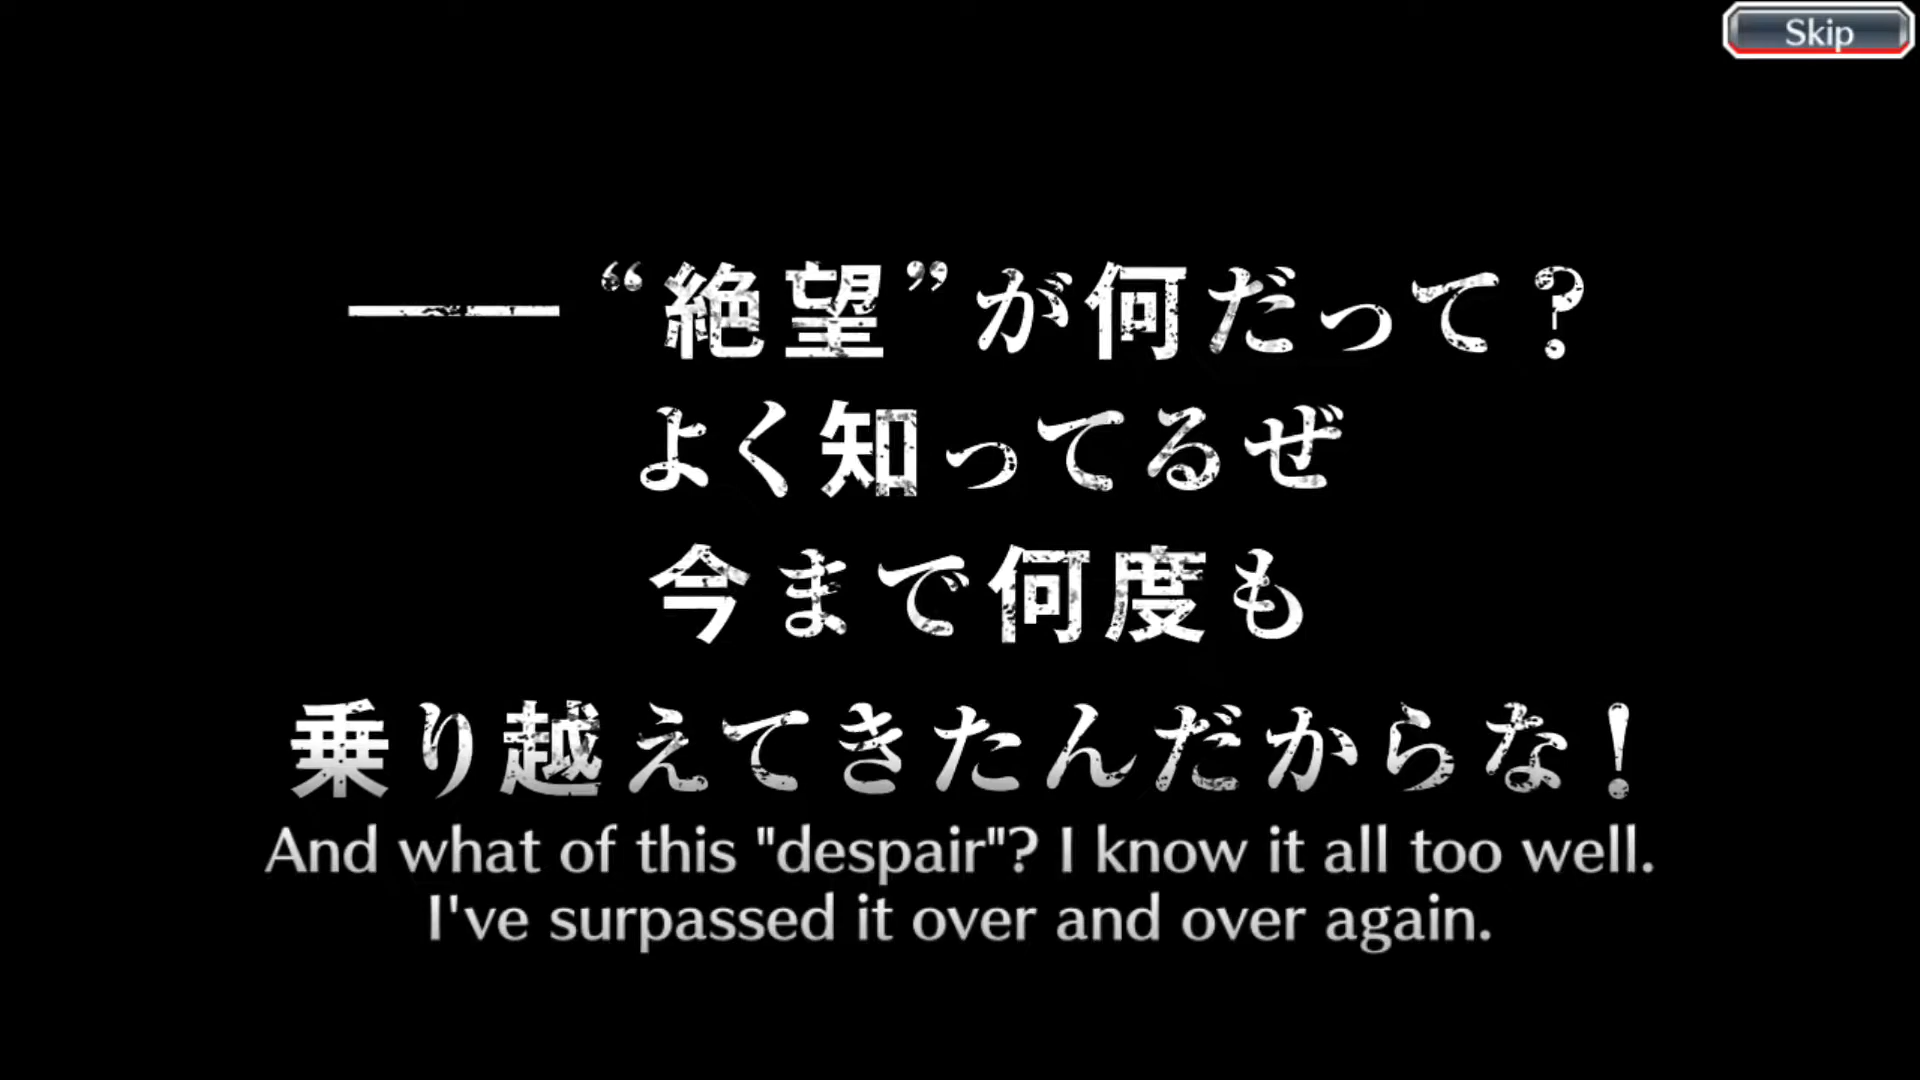 Skip
──“絶望”が何だって？
よく知ってるぜ
今まで何度も
乗り越えてきたんだからな！
And what of this "despair"? I know it all too well.
I've surpassed it over and over again.